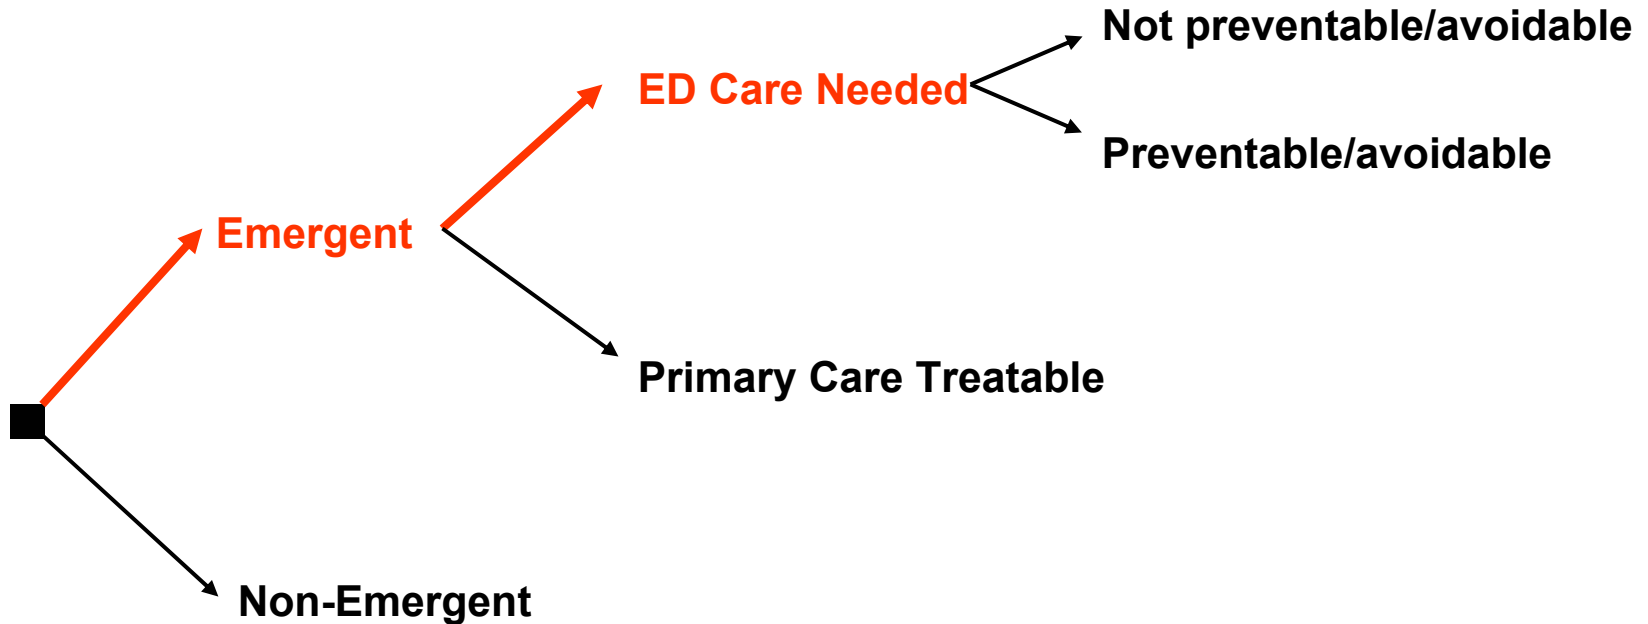 Not preventable/avoidable
ED Care Needed
Preventable/avoidable
Emergent
Primary Care Treatable
Non-Emergent